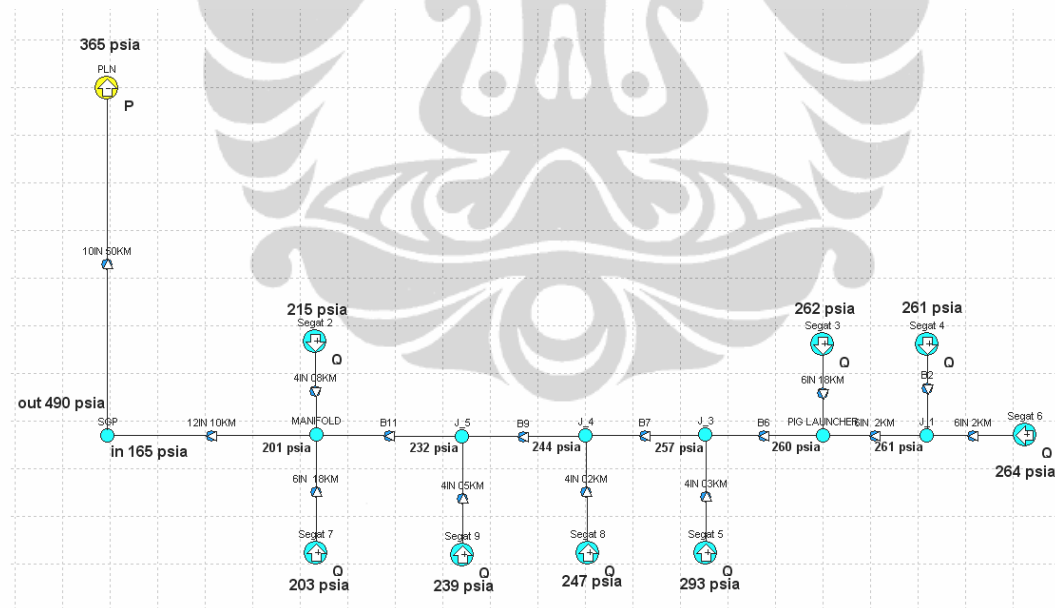 365 psia
PLN
P
10IN 50KM
215 psia
Segat 2
Q
262 psia
Segat 3
Q
261 psia
Segat 4
Q
4IN 08KM
6IN 18KM
B2
out 490 psia
SGP
in 165 psia
12IN 10KM
MANIFOLD
201 psia
B11
J_5
232 psia
B9
J_4
244 psia
B7
J_3
257 psia
B6
PIG LAUNCHER
260 psia
6IN 2KM
J_1
261 psia
6IN 2KM
Segat 6
Q
264 psia
6IN 18KM
4IN 05KM
4IN 02KM
4IN 03KM
Segat 7
Q
203 psia
Segat 9
Q
239 psia
Segat 8
Q
247 psia
Segat 5
Q
293 psia